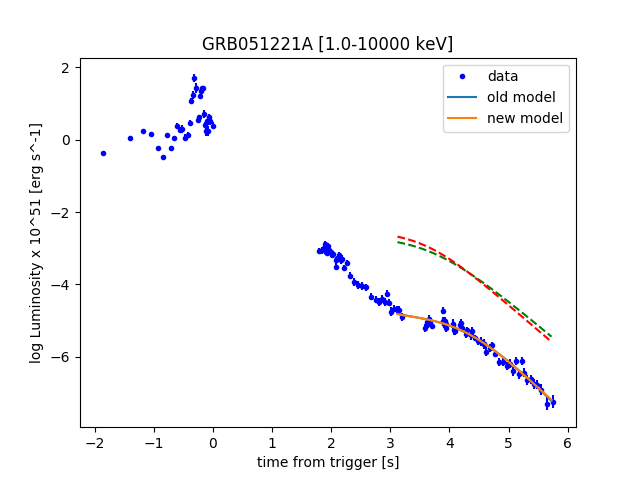 GRB051221A [1.0-10000 keV]
data
old model
new model
log Luminosity x 10^51 [erg s^-1]
2
0
−2
−4
−6
−2
−1
0
1
2
3
4
5
6
time from trigger [s]